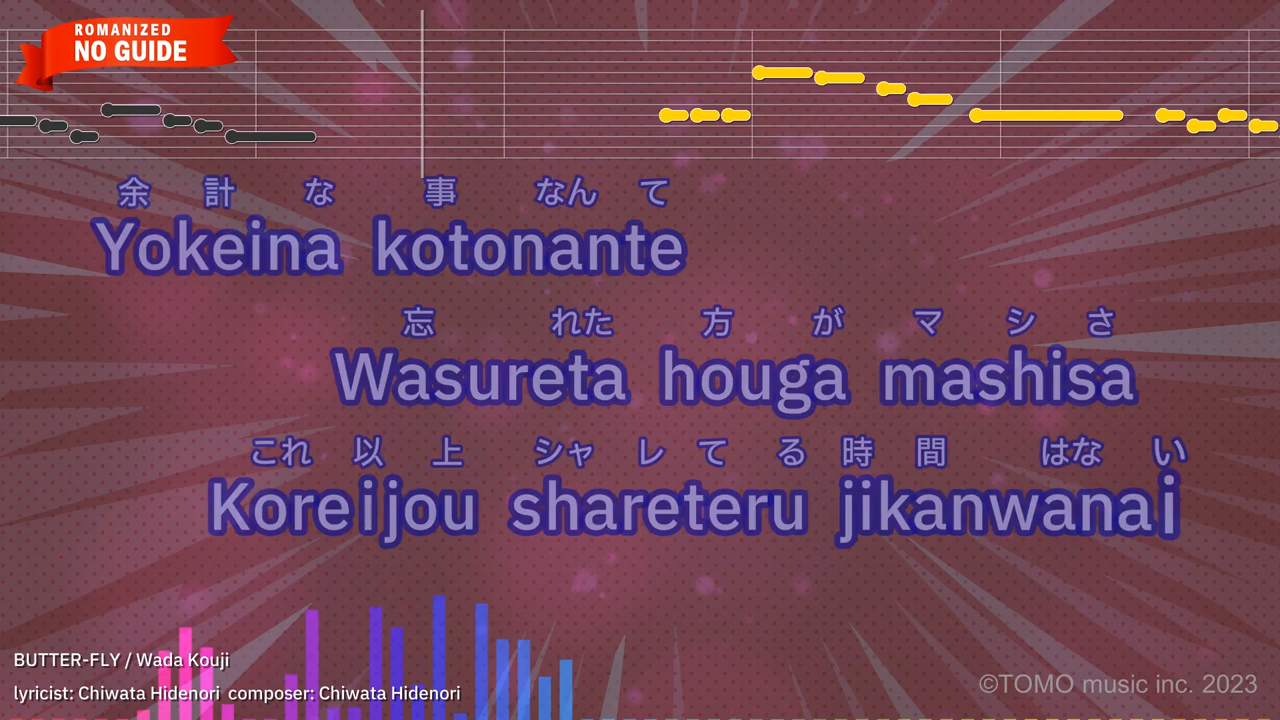 ROMANIZED
NO GUIDE
余計な事なんて
Yokeina kotonante
忘れた方がマシさ
Wasureta houga mashisa
これ以上シャレてる時間はない
Koreijou shareteru jikanwanai
BUTTER-FLY / Wada Kouji
lyricist: Chiwata Hidenori composer: Chiwata Hidenori
©TOMO music inc. 2023